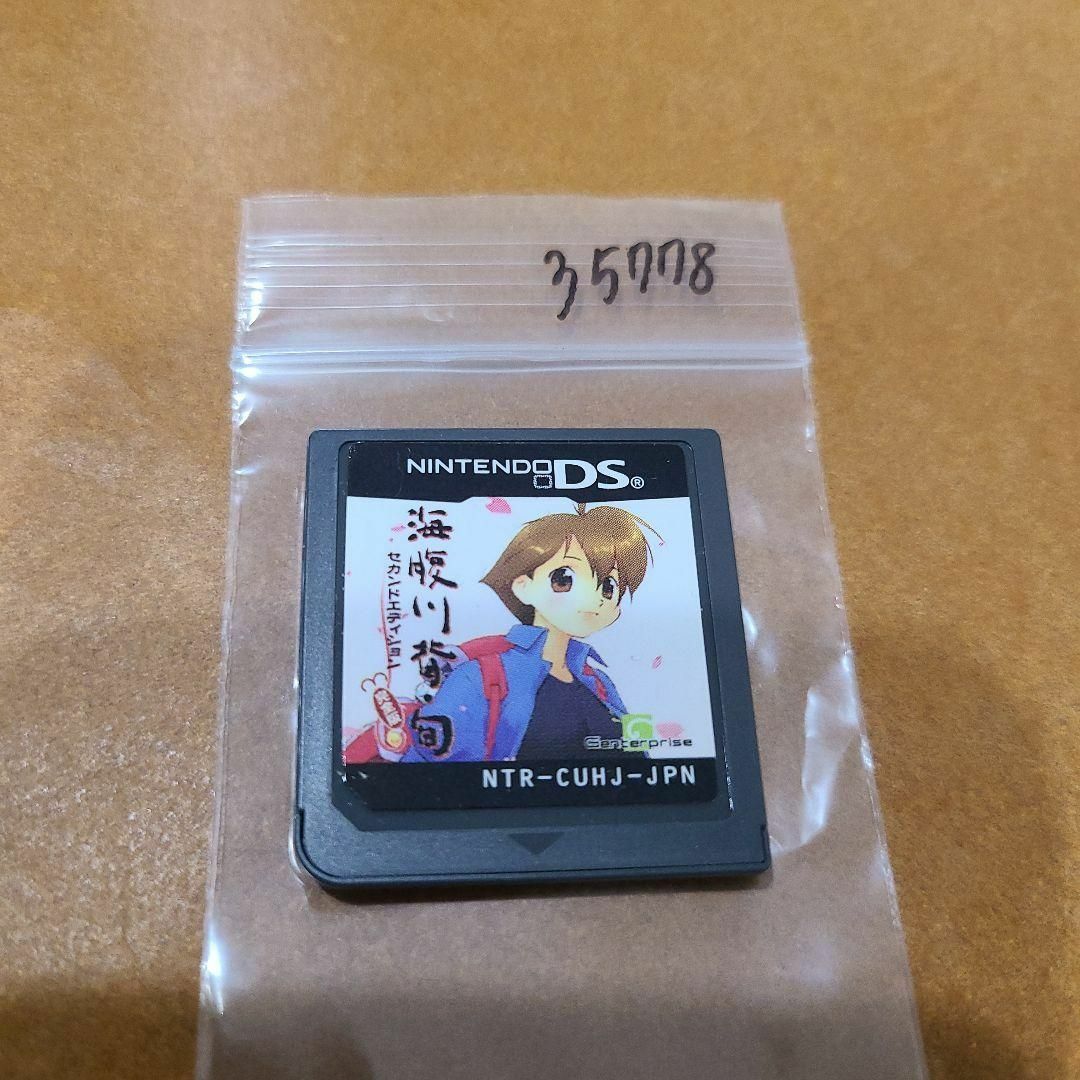 35778
NINTENDO DS®
海腹川背・旬
セカンドエディション
完全版
Genterprise
NTR-CUHJ-JPN